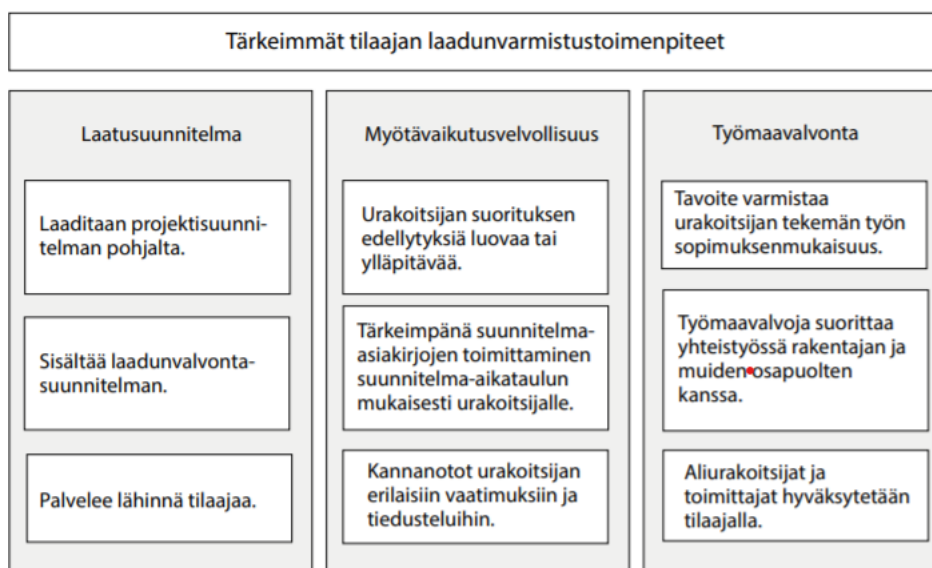 Tärkeimmät tilaajan laadunvarmistustoimenpiteet
Laatusuunnitelma
Laaditaan projektisuunni-
telman pohjalta.
Sisältää laadunvalvonta-
suunnitelman.
Palvelee lähinnä tilaajaa.
Myötävaikutusvelvollisuus
Urakoitsijan suorituksen
edellytyksiä luovaa tai
ylläpitävää.
Tärkeimpänä suunnitelma-
asiakirjojen toimittaminen
suunnitelma-aikataulun
mukaisesti urakoitsijalle.
Kannanotot urakoitsijan
erilaisiin vaatimuksiin ja
tiedusteluihin.
Työmaavalvonta
Tavoite varmistaa
urakoitsijan tekemän työn
sopimuksenmukaisuus.
Työmaavalvoja suorittaa
yhteistyössä rakentajan ja
muiden osapuolten
kanssa.
Aliurakoitsijat ja
toimittajat hyväksytetään
tilaajalla.